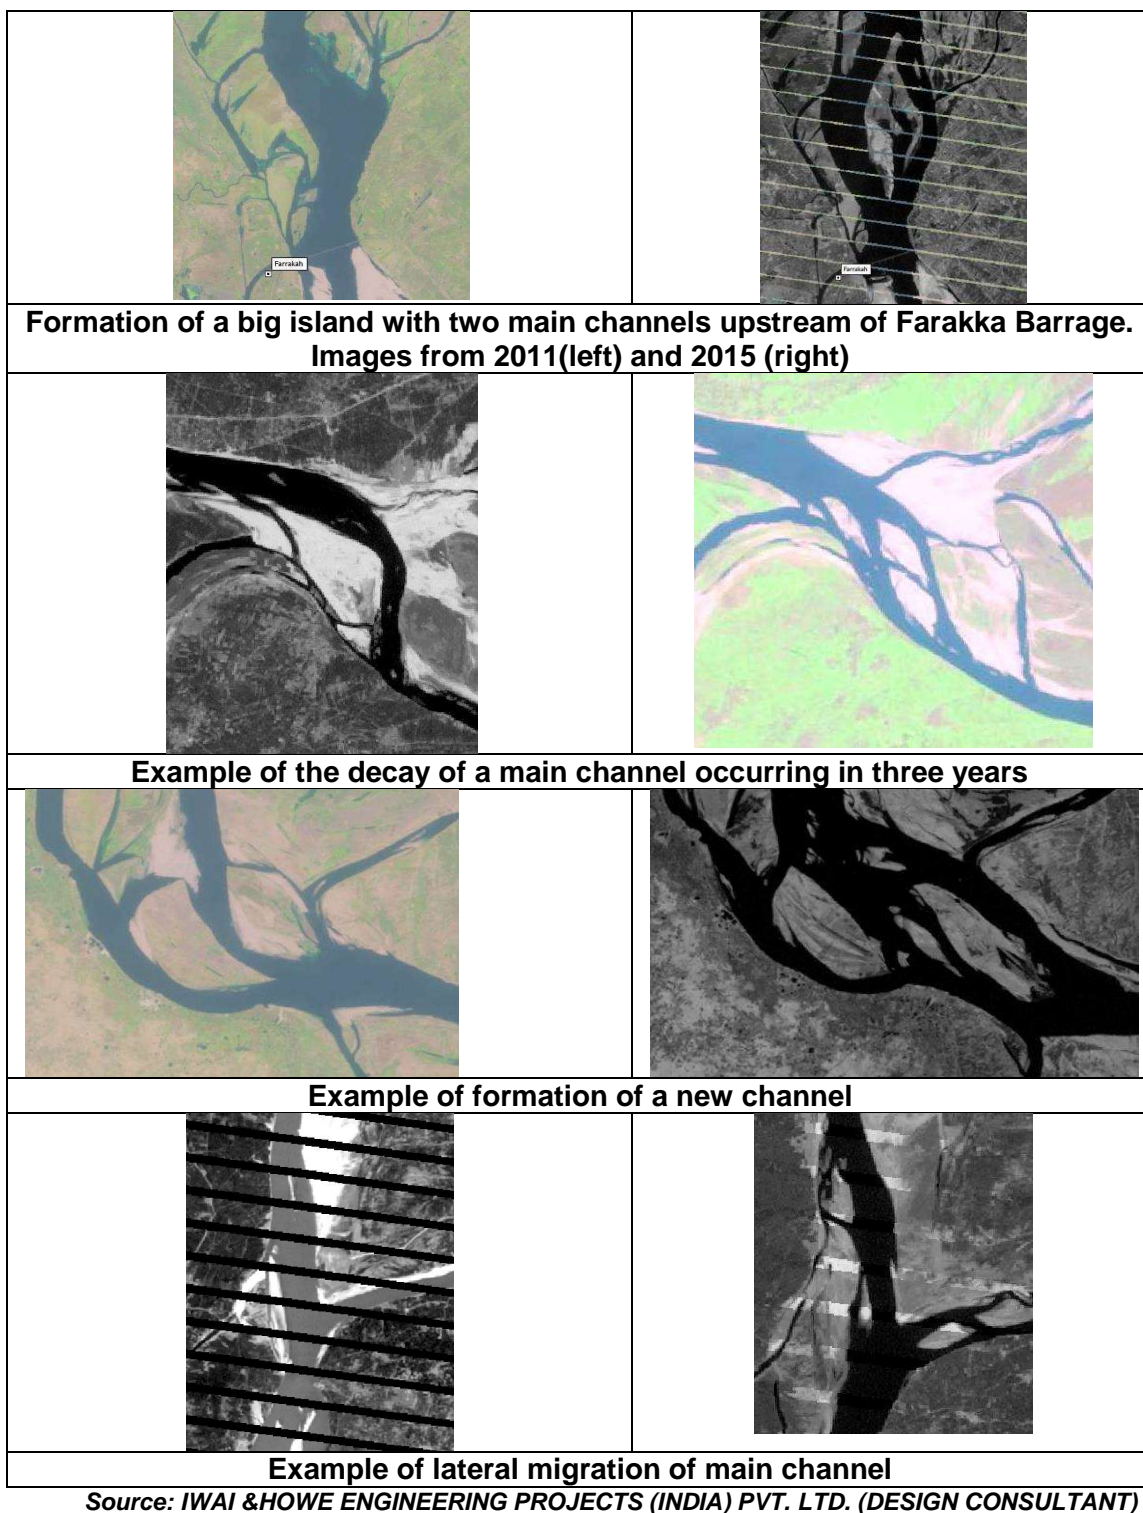 Farrakah
Farrakah
Formation of a big island with two main channels upstream of Farakka Barrage.
Images from 2011(left) and 2015 (right)
Example of the decay of a main channel occurring in three years
Example of formation of a new channel
Example of lateral migration of main channel
Source: IWAI &HOWE ENGINEERING PROJECTS (INDIA) PVT. LTD. (DESIGN CONSULTANT)